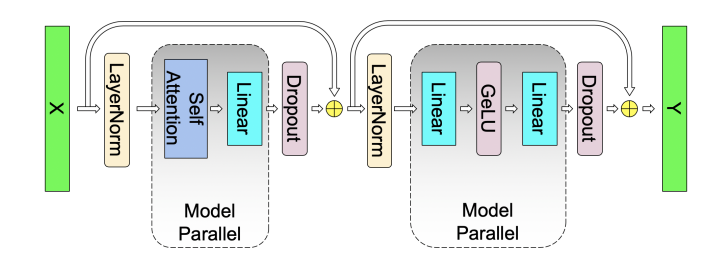 X
LayerNorm
Self
Attention
Linear
Dropout
LayerNorm
Linear
GeLU
Linear
Dropout
Y
Model
Parallel
Model
Parallel